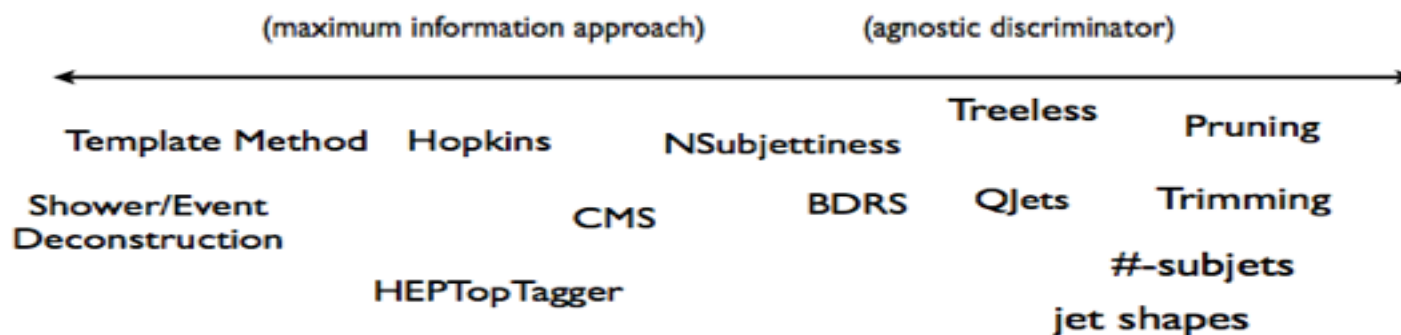 (maximum information approach) (agnostic discriminator)
Treeless
Template Method Hopkins NSubjettiness Pruning
Shower/Event
Deconstruction
CMS BDRS QJets Trimming
#-subjets
HEPTopTagger
jet shapes